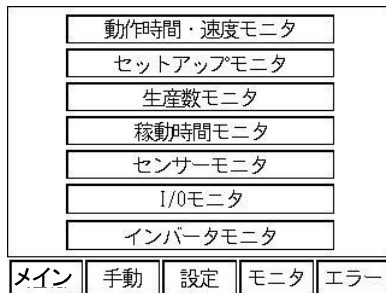 動作時間・速度モニタ
セットアップモニタ
生産数モニタ
稼動時間モニタ
センサーモニタ
I/Oモニタ
インバータモニタ
メイン 手動 設定 モニタ エラー